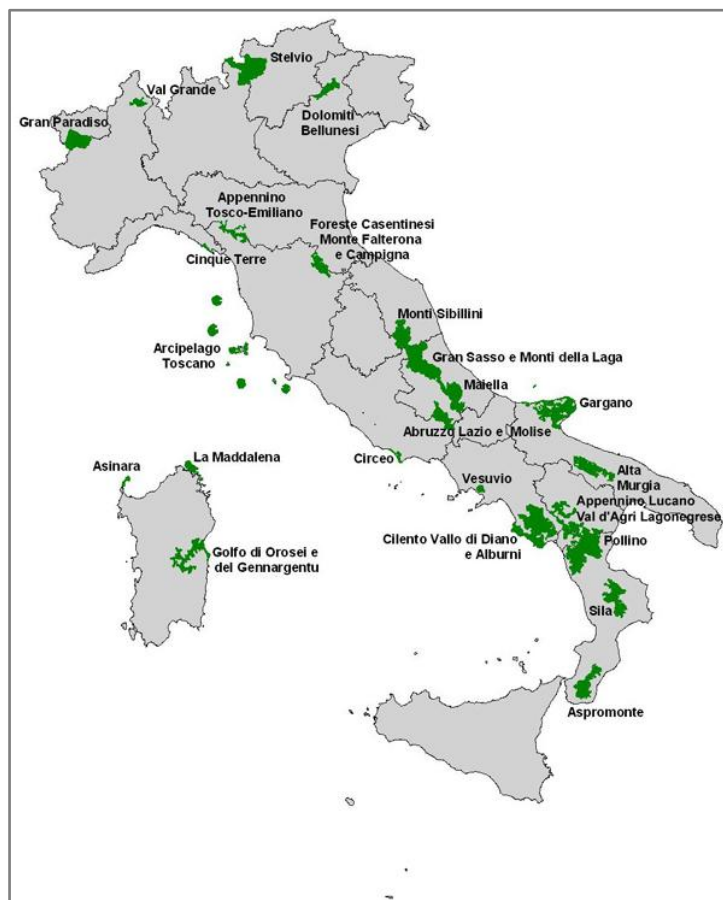 Stelvio
Val Grande
Gran Paradiso
Dolomiti
Bellunesi
Appennino
Tosco-Emiliano
Foreste Casentinesi
Monte Falterona
e Campigna
Cinque Terre
Monti Sibillini
Arcipelago
Toscano
Gran Sasso e Monti della Laga
Maiella
Gargano
Abruzzo Lazio e Molise
Circeo
La Maddalena
Asinara
Alta
Murgia
Vesuvio
Appennino Lucano
Val d'Agri Lagonegrese
Cilento Vallo di Diano
e Alburni
Pollino
Golfo di Orosei e
del Gennargentu
Sila
Aspromonte